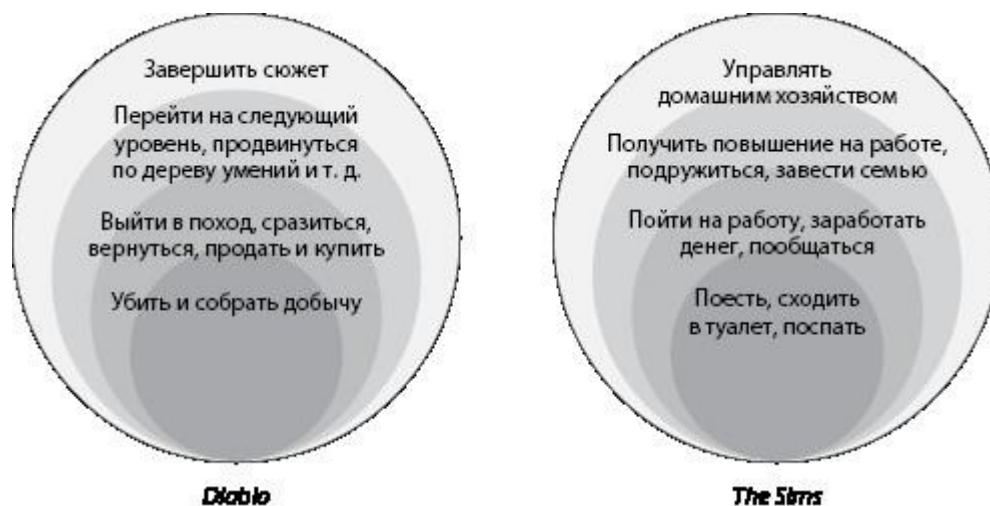 Завершить сюжет
Перейти на следующий
уровень, продвинуться
по дереву умений и т. д.
Выйти в поход, сразиться,
вернуться, продать и купить
Убить и собрать добычу
Diablo
Управлять
домашним хозяйством
Получить повышение на работе,
подружиться, завести семью
Пойти на работу, заработать
денег, пообщаться
Поесть, сходить
в туалет, поспать
The Sims